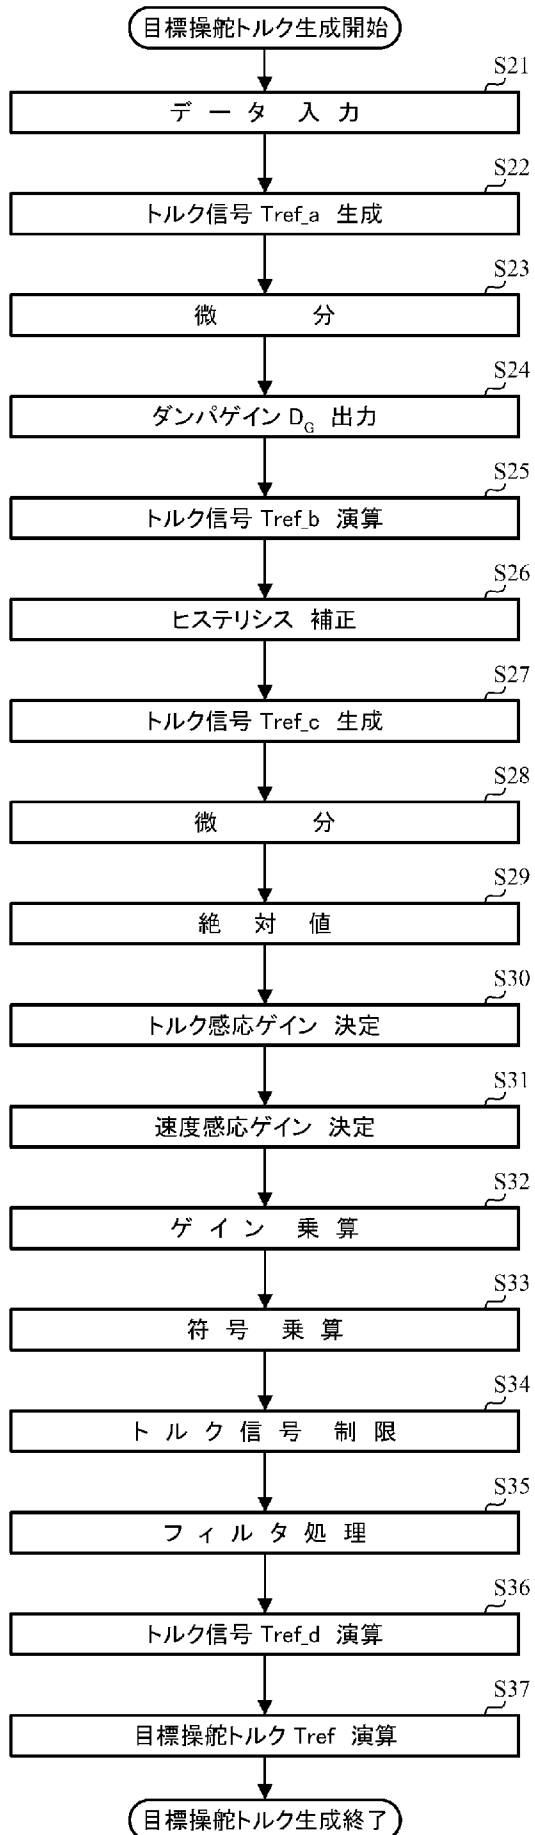 目標操舵トルク生成開始
S21
データ 入力
S22
トルク信号 Tref_a 生成
S23
微 分
S24
ダンパゲイン D_G 出力
S25
トルク信号 Tref_b 演算
S26
ヒステリシス 補正
S27
トルク信号 Tref_c 生成
S28
微 分
S29
絶 対 値
S30
トルク感応ゲイン 決定
S31
速度感応ゲイン 決定
S32
ゲイン 乗算
S33
符号 乗算
S34
トルク信号 制限
S35
フィルタ処理
S36
トルク信号 Tref_d 演算
S37
目標操舵トルク Tref 演算
目標操舵トルク生成終了